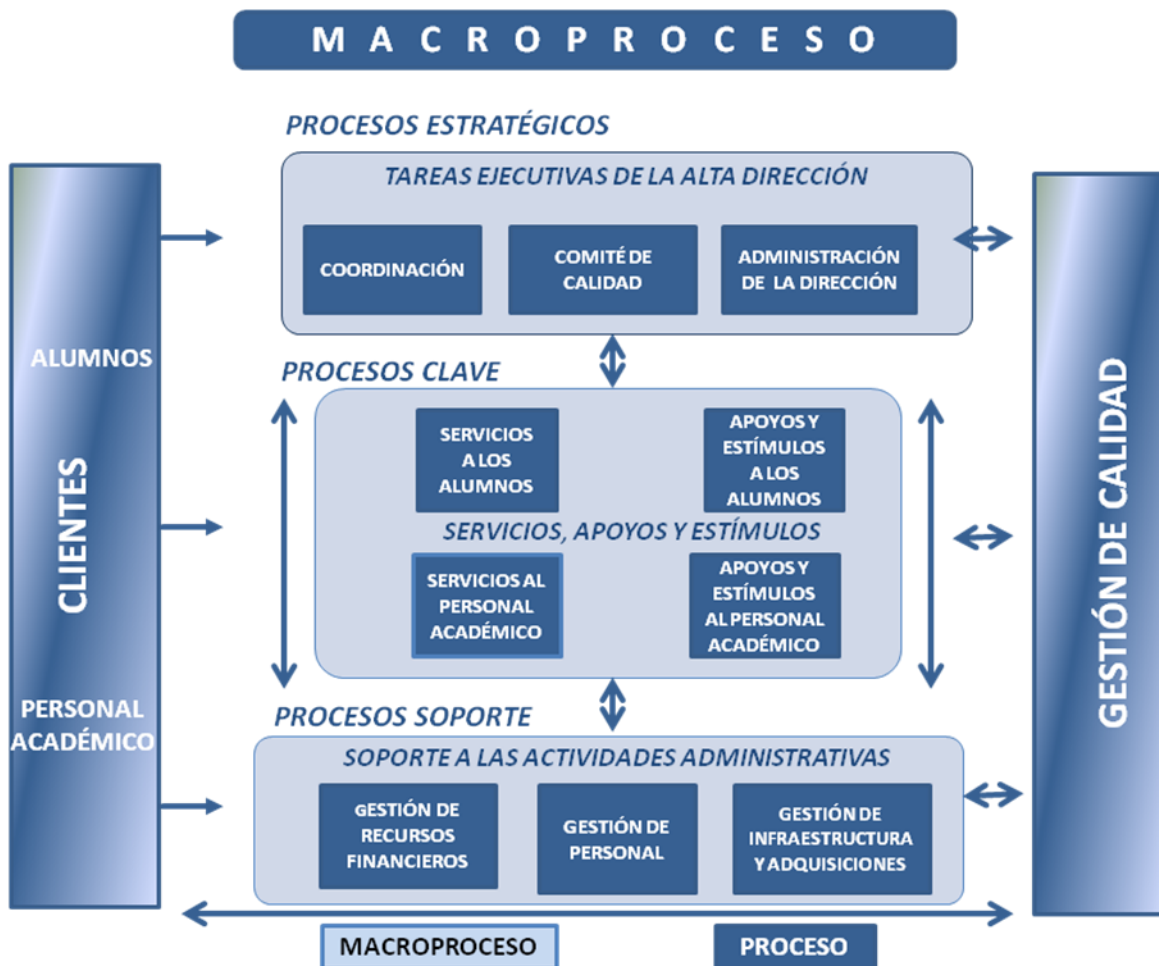 MACROPROCESO
PROCESOS ESTRATÉGICOS
TAREAS EJECUTIVAS DE LA ALTA DIRECCIÓN
COORDINACIÓN
COMITÉ DE
CALIDAD
ADMINISTRACIÓN
DE LA DIRECCIÓN
CLIENTES
ALUMNOS
PERSONAL
ACADÉMICO
PROCESOS CLAVE
SERVICIOS
A LOS
ALUMNOS
APOYOS Y
ESTÍMULOS
A LOS
ALUMNOS
SERVICIOS, APOYOS Y ESTÍMULOS
SERVICIOS AL
PERSONAL
ACADÉMICO
APOYOS Y
ESTÍMULOS
AL PERSONAL
ACADÉMICO
GESTIÓN DE CALIDAD
PROCESOS SOPORTE
SOPORTE A LAS ACTIVIDADES ADMINISTRATIVAS
GESTIÓN DE
RECURSOS
FINANCIEROS
GESTIÓN DE
PERSONAL
GESTIÓN DE
INFRAESTRUCTURA
Y ADQUISICIONES
MACROPROCESO
PROCESO